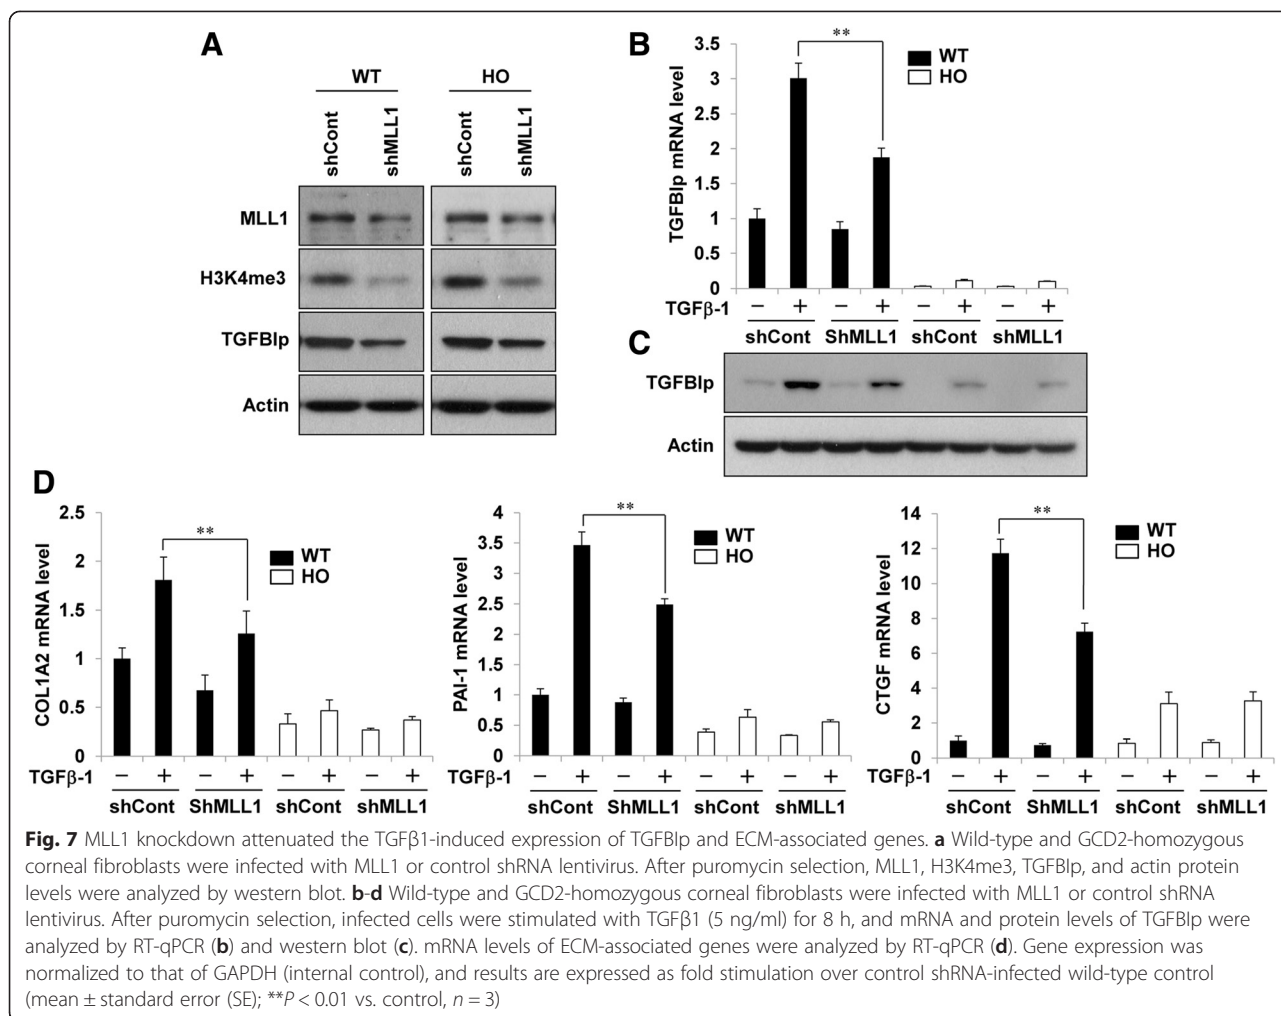 A
WT HO
shCont shMLL1 shCont shMLL1
MLL1
H3K4me3
TGFBIp
Actin
B
TGFBIp mRNA level
3.5
3
2.5
2
1.5
1
0.5
0
**
WT
HO
TGFβ-1 − + − + − + − +
shCont ShMLL1 shCont shMLL1
C
TGFBIp
Actin
D
COL1A2 mRNA level
2.5
2
1.5
1
0.5
0
**
WT
HO
TGFβ-1 − + − + − + − +
shCont ShMLL1 shCont shMLL1
PAI-1 mRNA level
4
3.5
3
2.5
2
1.5
1
0.5
0
**
WT
HO
TGFβ-1 − + − + − + − +
shCont ShMLL1 shCont shMLL1
CTGF mRNA level
14
12
10
8
6
4
2
0
**
WT
HO
TGFβ-1 − + − + − + − +
shCont ShMLL1 shCont shMLL1
Fig. 7 MLL1 knockdown attenuated the TGFβ1-induced expression of TGFBIp and ECM-associated genes. a Wild-type and GCD2-homozygous
corneal fibroblasts were infected with MLL1 or control shRNA lentivirus. After puromycin selection, MLL1, H3K4me3, TGFBIp, and actin protein
levels were analyzed by western blot. b-d Wild-type and GCD2-homozygous corneal fibroblasts were infected with MLL1 or control shRNA
lentivirus. After puromycin selection, infected cells were stimulated with TGFβ1 (5 ng/ml) for 8 h, and mRNA and protein levels of TGFBIp were
analyzed by RT-qPCR (b) and western blot (c). mRNA levels of ECM-associated genes were analyzed by RT-qPCR (d). Gene expression was
normalized to that of GAPDH (internal control), and results are expressed as fold stimulation over control shRNA-infected wild-type control
(mean ± standard error (SE); **P < 0.01 vs. control, n = 3)